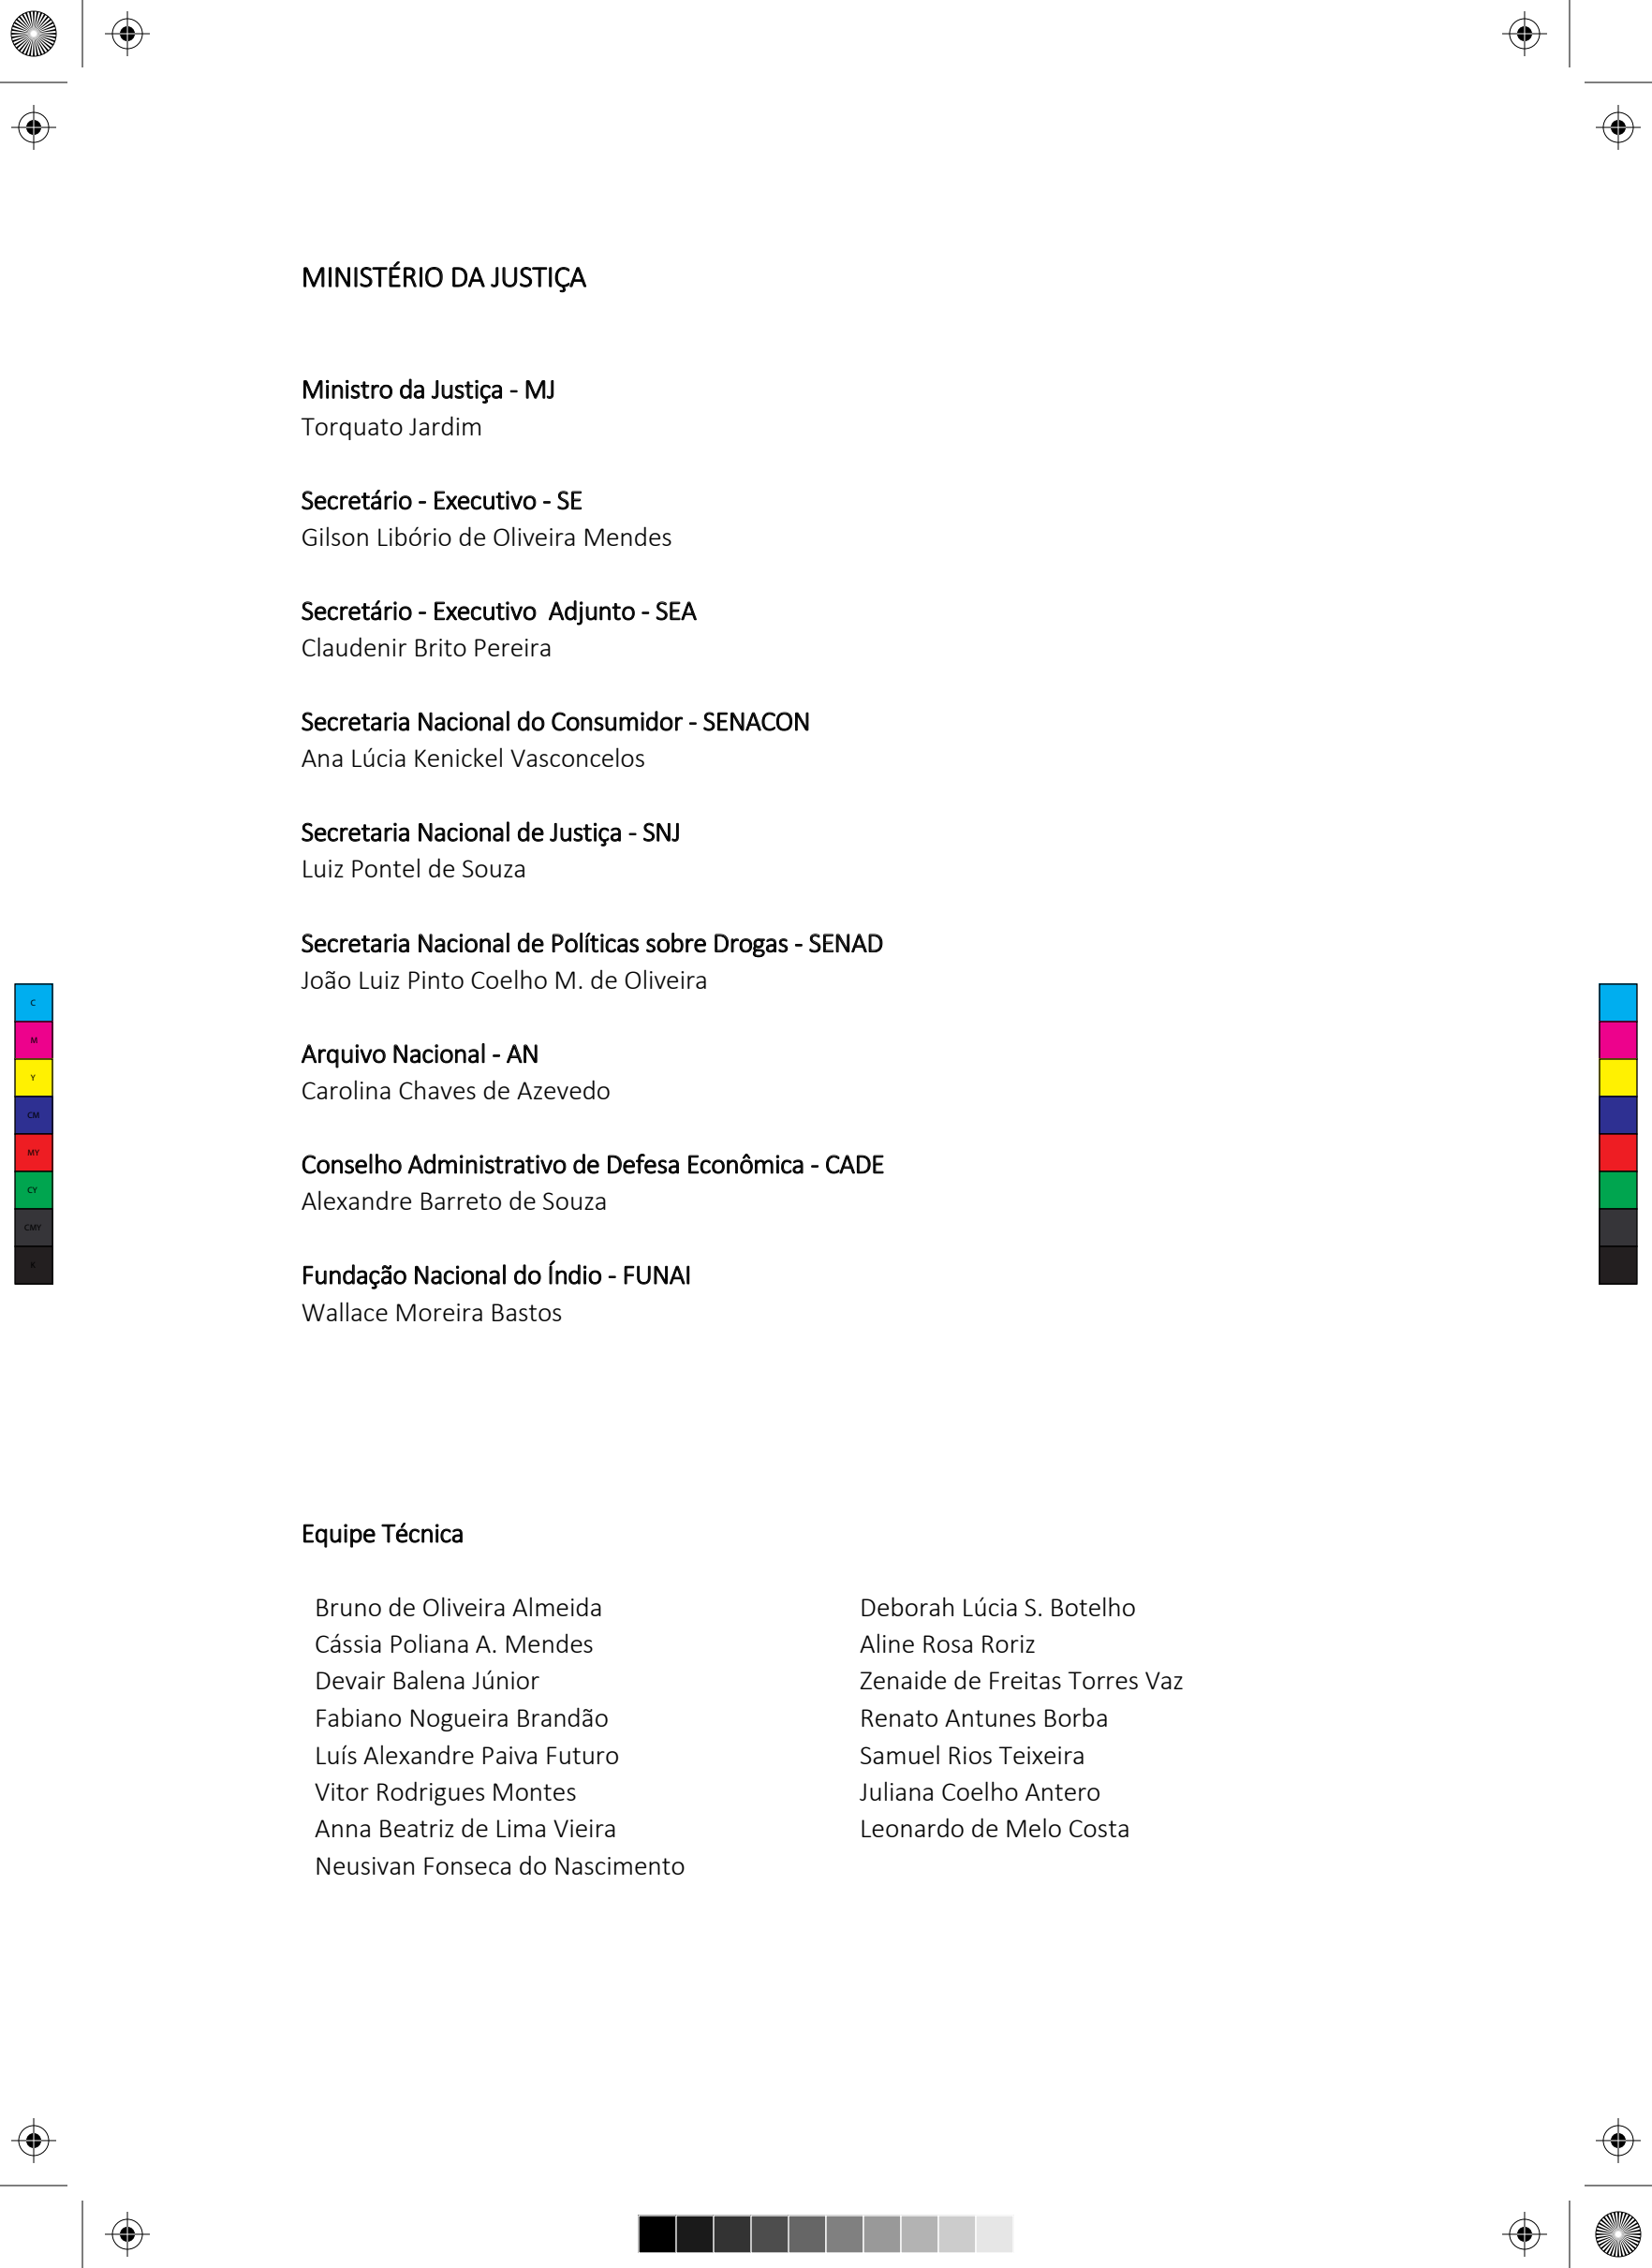 MINISTÉRIO DA JUSTIÇA
Ministro da Justiça - MJ
Torquato Jardim
Secretário - Executivo - SE
Gilson Libório de Oliveira Mendes
Secretário - Executivo  Adjunto - SEA
Claudenir Brito Pereira
Secretaria Nacional do Consumidor - SENACON
Ana Lúcia Kenickel Vasconcelos
Secretaria Nacional de Justiça - SNJ
Luiz Pontel de Souza
Secretaria Nacional de Políticas sobre Drogas - SENAD
João Luiz Pinto Coelho M. de Oliveira
Arquivo Nacional - AN
Carolina Chaves de Azevedo
Conselho Administrativo de Defesa Econômica - CADE
Alexandre Barreto de Souza
Fundação Nacional do Índio - FUNAI
Wallace Moreira Bastos
Equipe Técnica
Bruno de Oliveira Almeida
Cássia Poliana A. Mendes
Devair Balena Júnior
Fabiano Nogueira Brandão
Luís Alexandre Paiva Futuro
Vitor Rodrigues Montes
Anna Beatriz de Lima Vieira
Neusivan Fonseca do Nascimento
Deborah Lúcia S. Botelho
Aline Rosa Roriz
Zenaide de Freitas Torres Vaz
Renato Antunes Borba
Samuel Rios Teixeira
Juliana Coelho Antero
Leonardo de Melo Costa
C
M
Y
CM
MY
CY
CMY
K